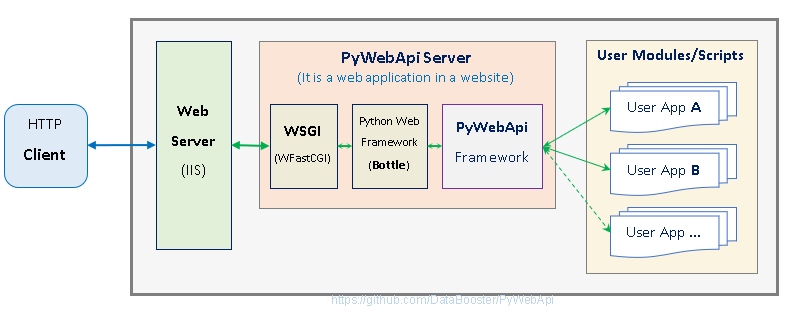 HTTP
Client
Web
Server
(IIS)
PyWebApi Server
(It is a web application in a website)
WSGI
(WFastCGI)
Python Web
Framework
(Bottle)
PyWebApi
Framework
User Modules/Scripts
User App A
User App B
User App ...
https://github.com/DataBooster/PyWebApi